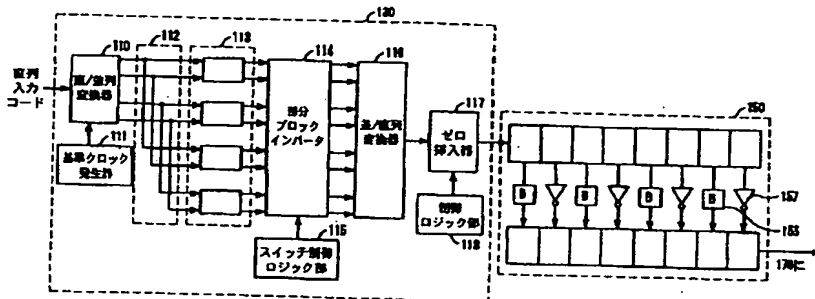 130
110
112
113
114
116
117
150
直列
入力
コード
直/並列
変換器
部分
ブロック
インバータ
並/直列
変換器
ゼロ
挿入部
111
基準クロック
発生部
B
B
B
B
157
153
スイッチ制御
ロジック部
115
制御
ロジック部
118
170に